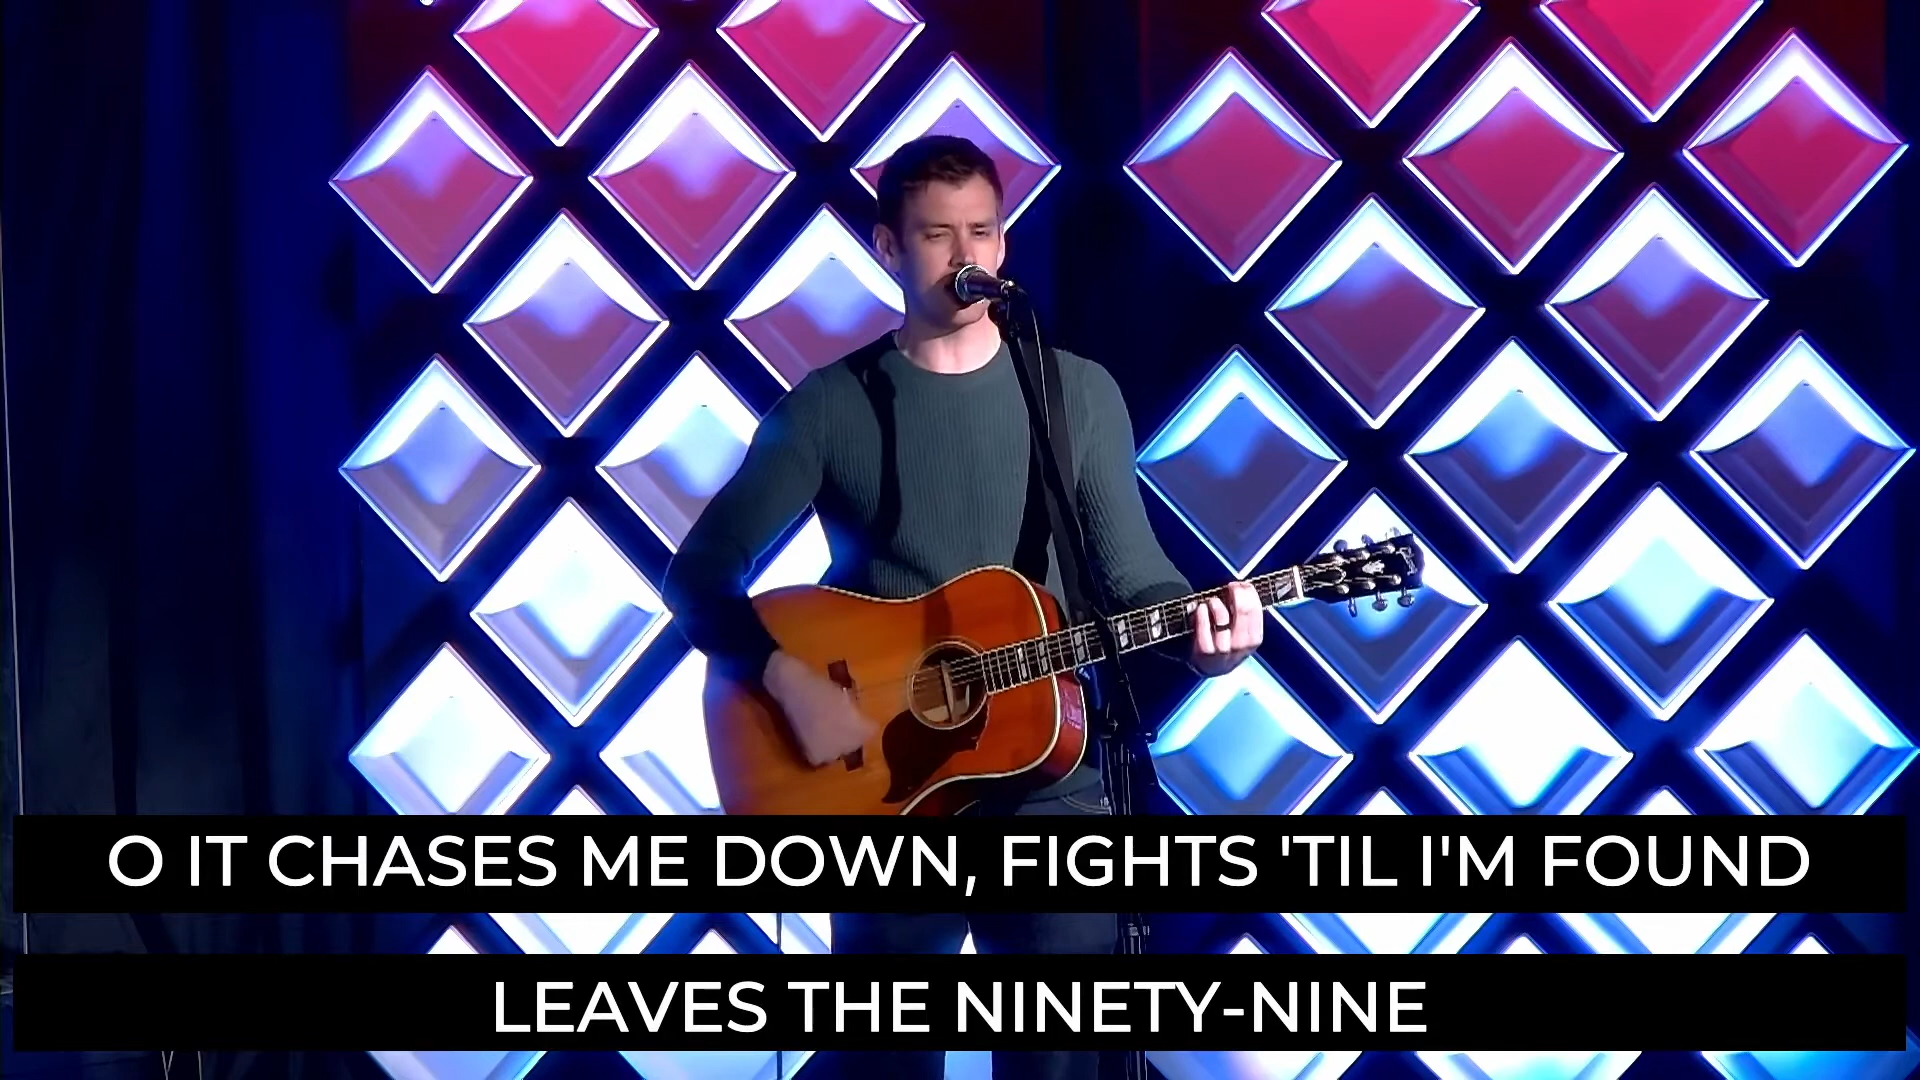 O IT CHASES ME DOWN, FIGHTS 'TIL I'M FOUND
LEAVES THE NINETY-NINE